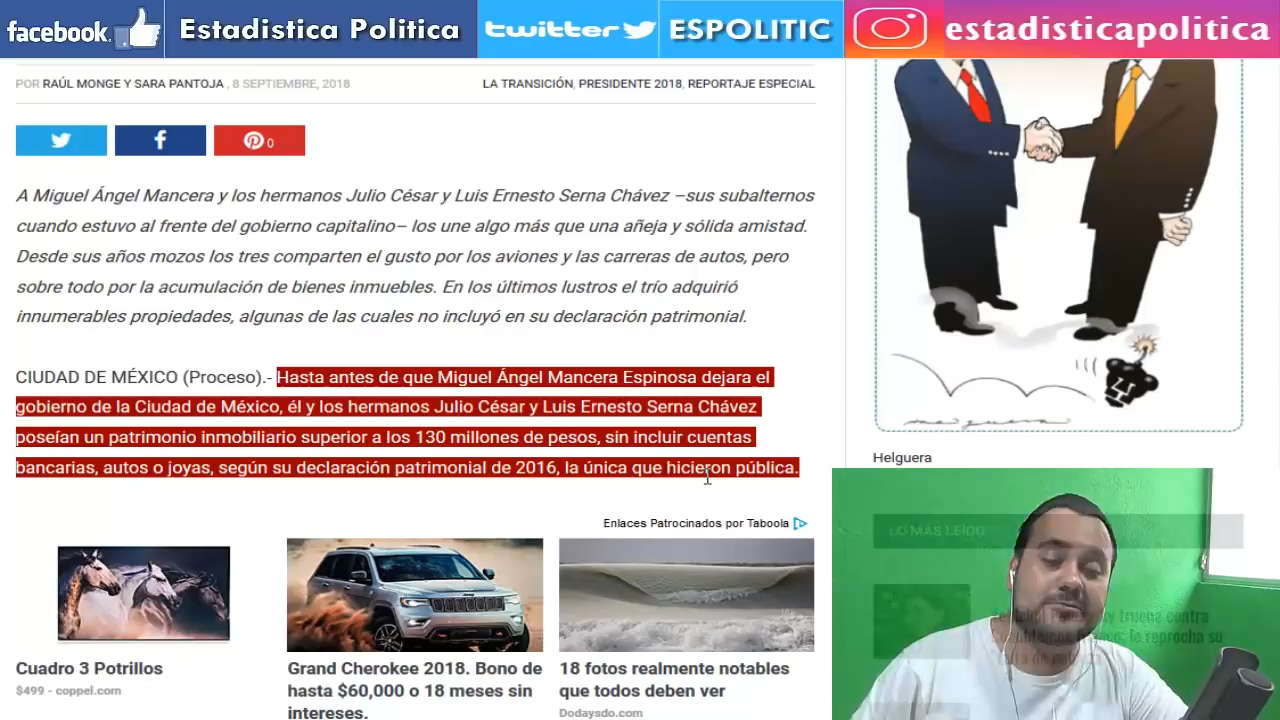 facebook. Estadistica Politica twitter ESPOLITIC estadisticapolitica
POR RAÚL MONGE Y SARA PANTOJA , 8 SEPTIEMBRE, 2018
LA TRANSICIÓN, PRESIDENTE 2018, REPORTAJE ESPECIAL
0
A Miguel Ángel Mancera y los hermanos Julio César y Luis Ernesto Serna Chávez –sus subalternos
cuando estuvo al frente del gobierno capitalino– los une algo más que una añeja y sólida amistad.
Desde sus años mozos los tres comparten el gusto por los aviones y las carreras de autos, pero
sobre todo por la acumulación de bienes inmuebles. En los últimos lustros el trío adquirió
innumerables propiedades, algunas de las cuales no incluyó en su declaración patrimonial.
CIUDAD DE MÉXICO (Proceso).- Hasta antes de que Miguel Ángel Mancera Espinosa dejara el
gobierno de la Ciudad de México, él y los hermanos Julio César y Luis Ernesto Serna Chávez
poseían un patrimonio inmobiliario superior a los 130 millones de pesos, sin incluir cuentas
bancarias, autos o joyas, según su declaración patrimonial de 2016, la única que hicieron pública.
Enlaces Patrocinados por Taboola
Cuadro 3 Potrillos
$499 - coppel.com
Grand Cherokee 2018. Bono de
hasta $60,000 o 18 meses sin
intereses.
18 fotos realmente notables
que todos deben ver
Dodaysdo.com
Helguera
LO MÁS LEÍDO